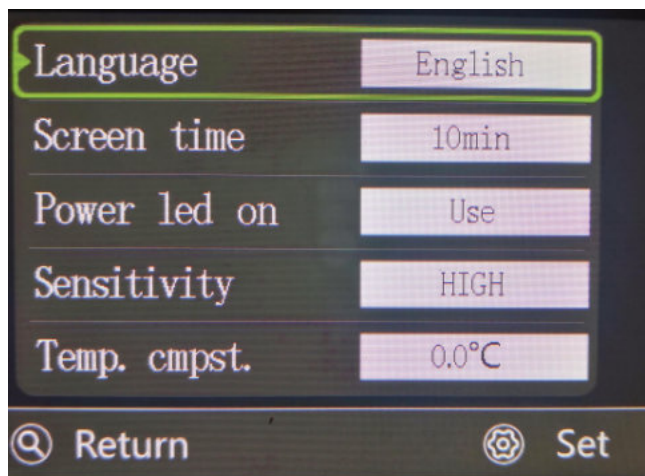 Language English
Screen time 10min
Power led on Use
Sensitivity HIGH
Temp. cmpst. 0.0°C
Return Set